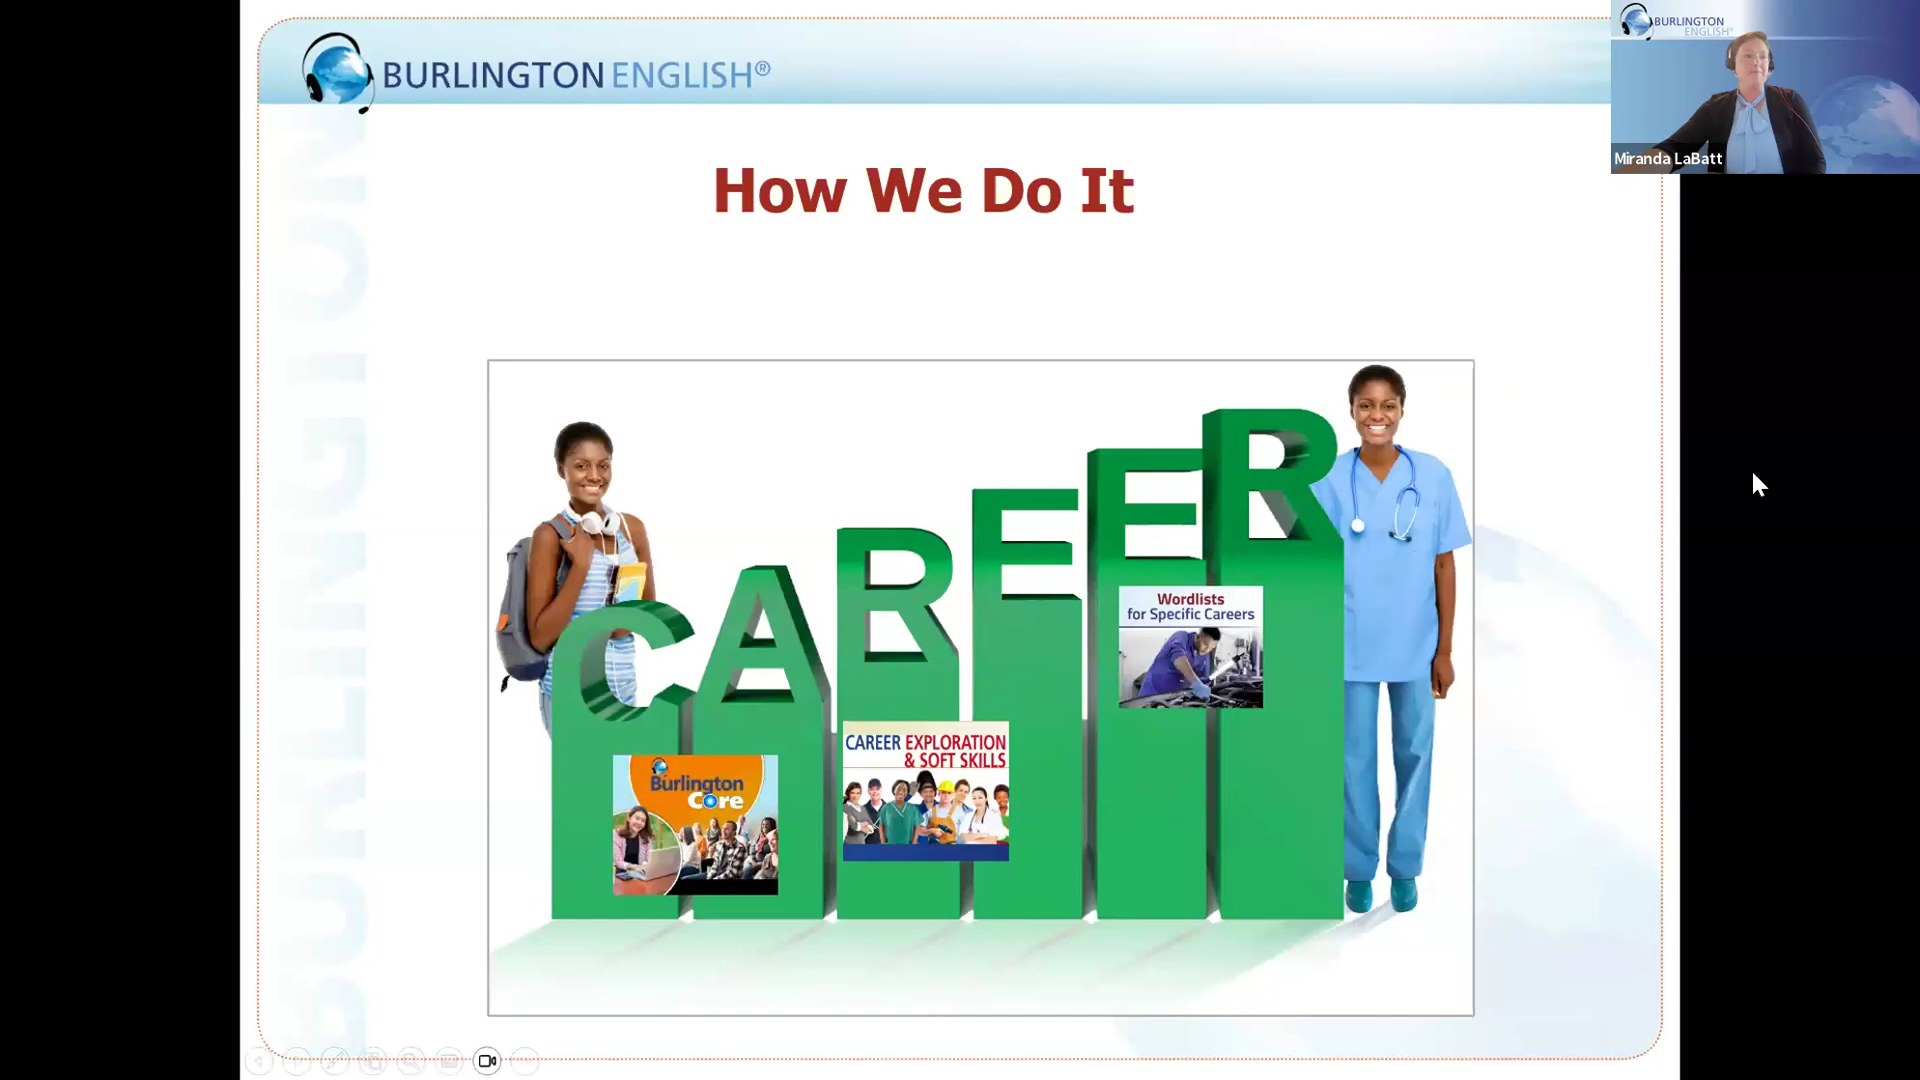 BURLINGTON ENGLISH®
BURLINGTON
ENGLISH®
Miranda LaBatt
How We Do It
CAREER
Wordlists
for Specific Careers
CAREER EXPLORATION
& SOFT SKILLS
Burlington
Core
BURLINGTON